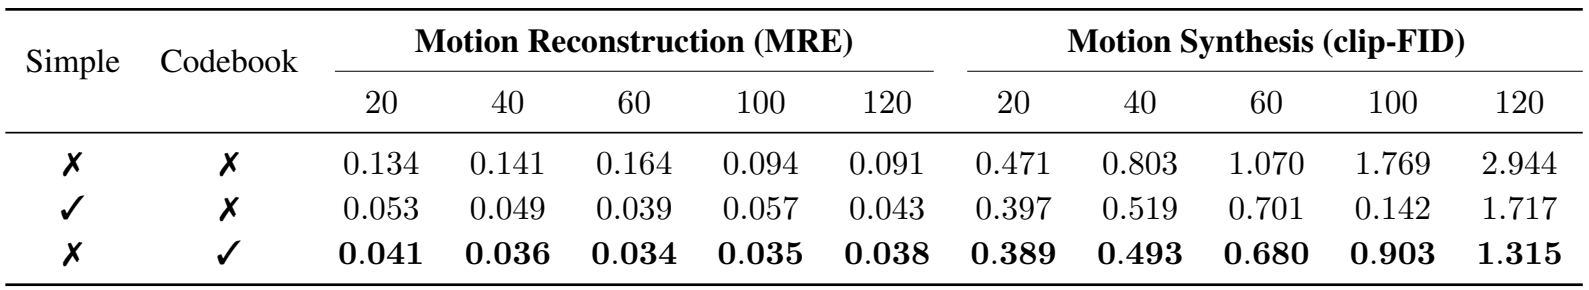 Simple Codebook Motion Reconstruction (MRE) Motion Synthesis (clip-FID)
20 40 60 100 120 20 40 60 100 120
✗ ✗ 0.134 0.141 0.164 0.094 0.091 0.471 0.803 1.070 1.769 2.944
✓ ✗ 0.053 0.049 0.039 0.057 0.043 0.397 0.519 0.701 0.142 1.717
✗ ✓ 0.041 0.036 0.034 0.035 0.038 0.389 0.493 0.680 0.903 1.315